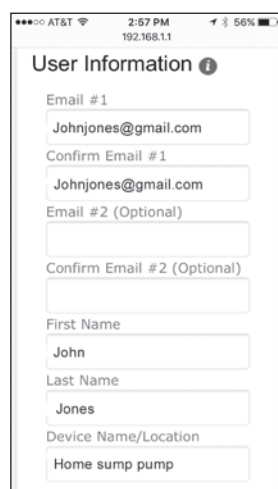 AT&T 2:57 PM 56%
192.168.1.1
User Information i
Email #1
Johnjones@gmail.com
Confirm Email #1
Johnjones@gmail.com
Email #2 (Optional)
Confirm Email #2 (Optional)
First Name
John
Last Name
Jones
Device Name/Location
Home sump pump